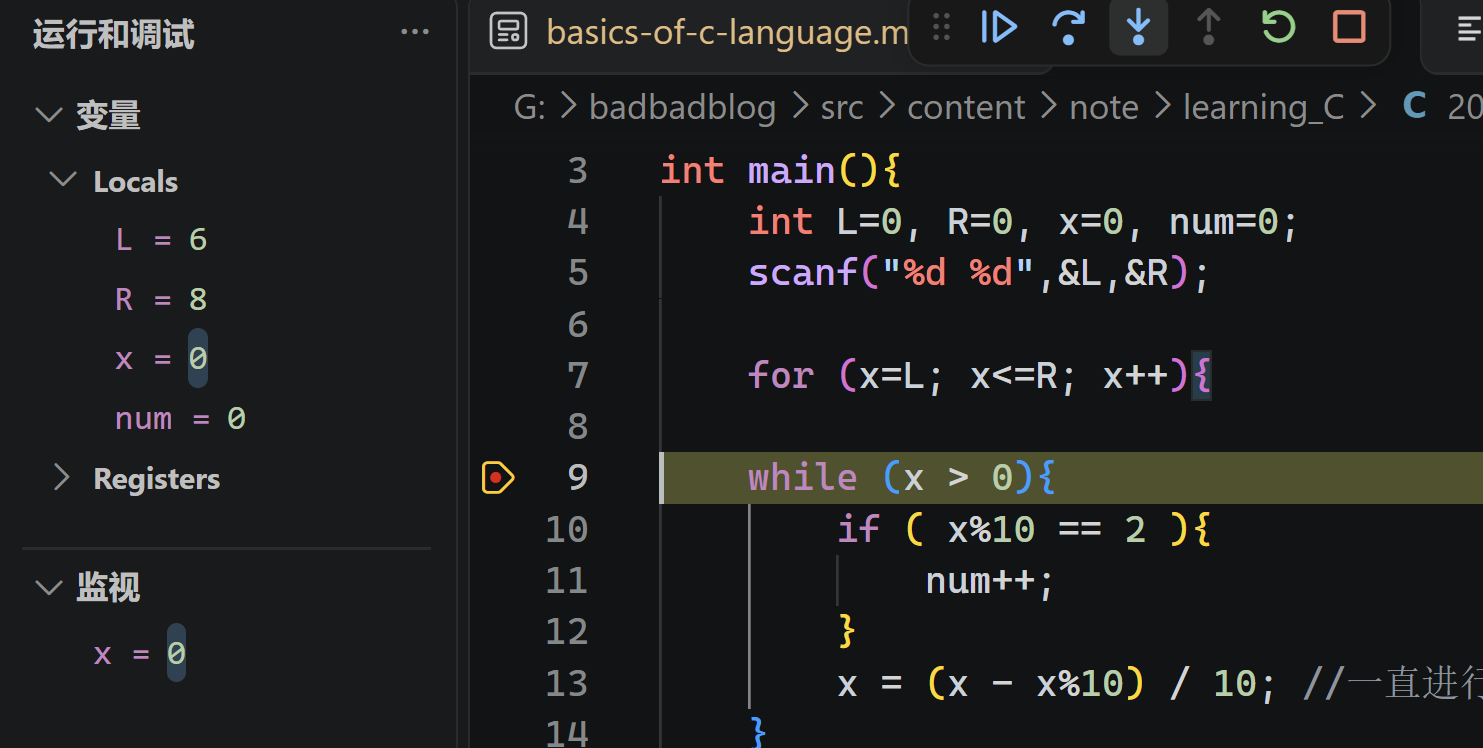 运行和调试 ···
变量
Locals
L = 6
R = 8
x = 0
num = 0
Registers
监视
x = 0
basics-of-c-language.m
G: > badbadblog > src > content > note > learning_C > C 20
3 int main(){
4 int L=0, R=0, x=0, num=0;
5 scanf("%d %d",&L,&R);
6
7 for (x=L; x<=R; x++){
8
9 while (x > 0){
10 if ( x%10 == 2 ){
11 num++;
12 }
13 x = (x - x%10) / 10; //一直进行
14 }